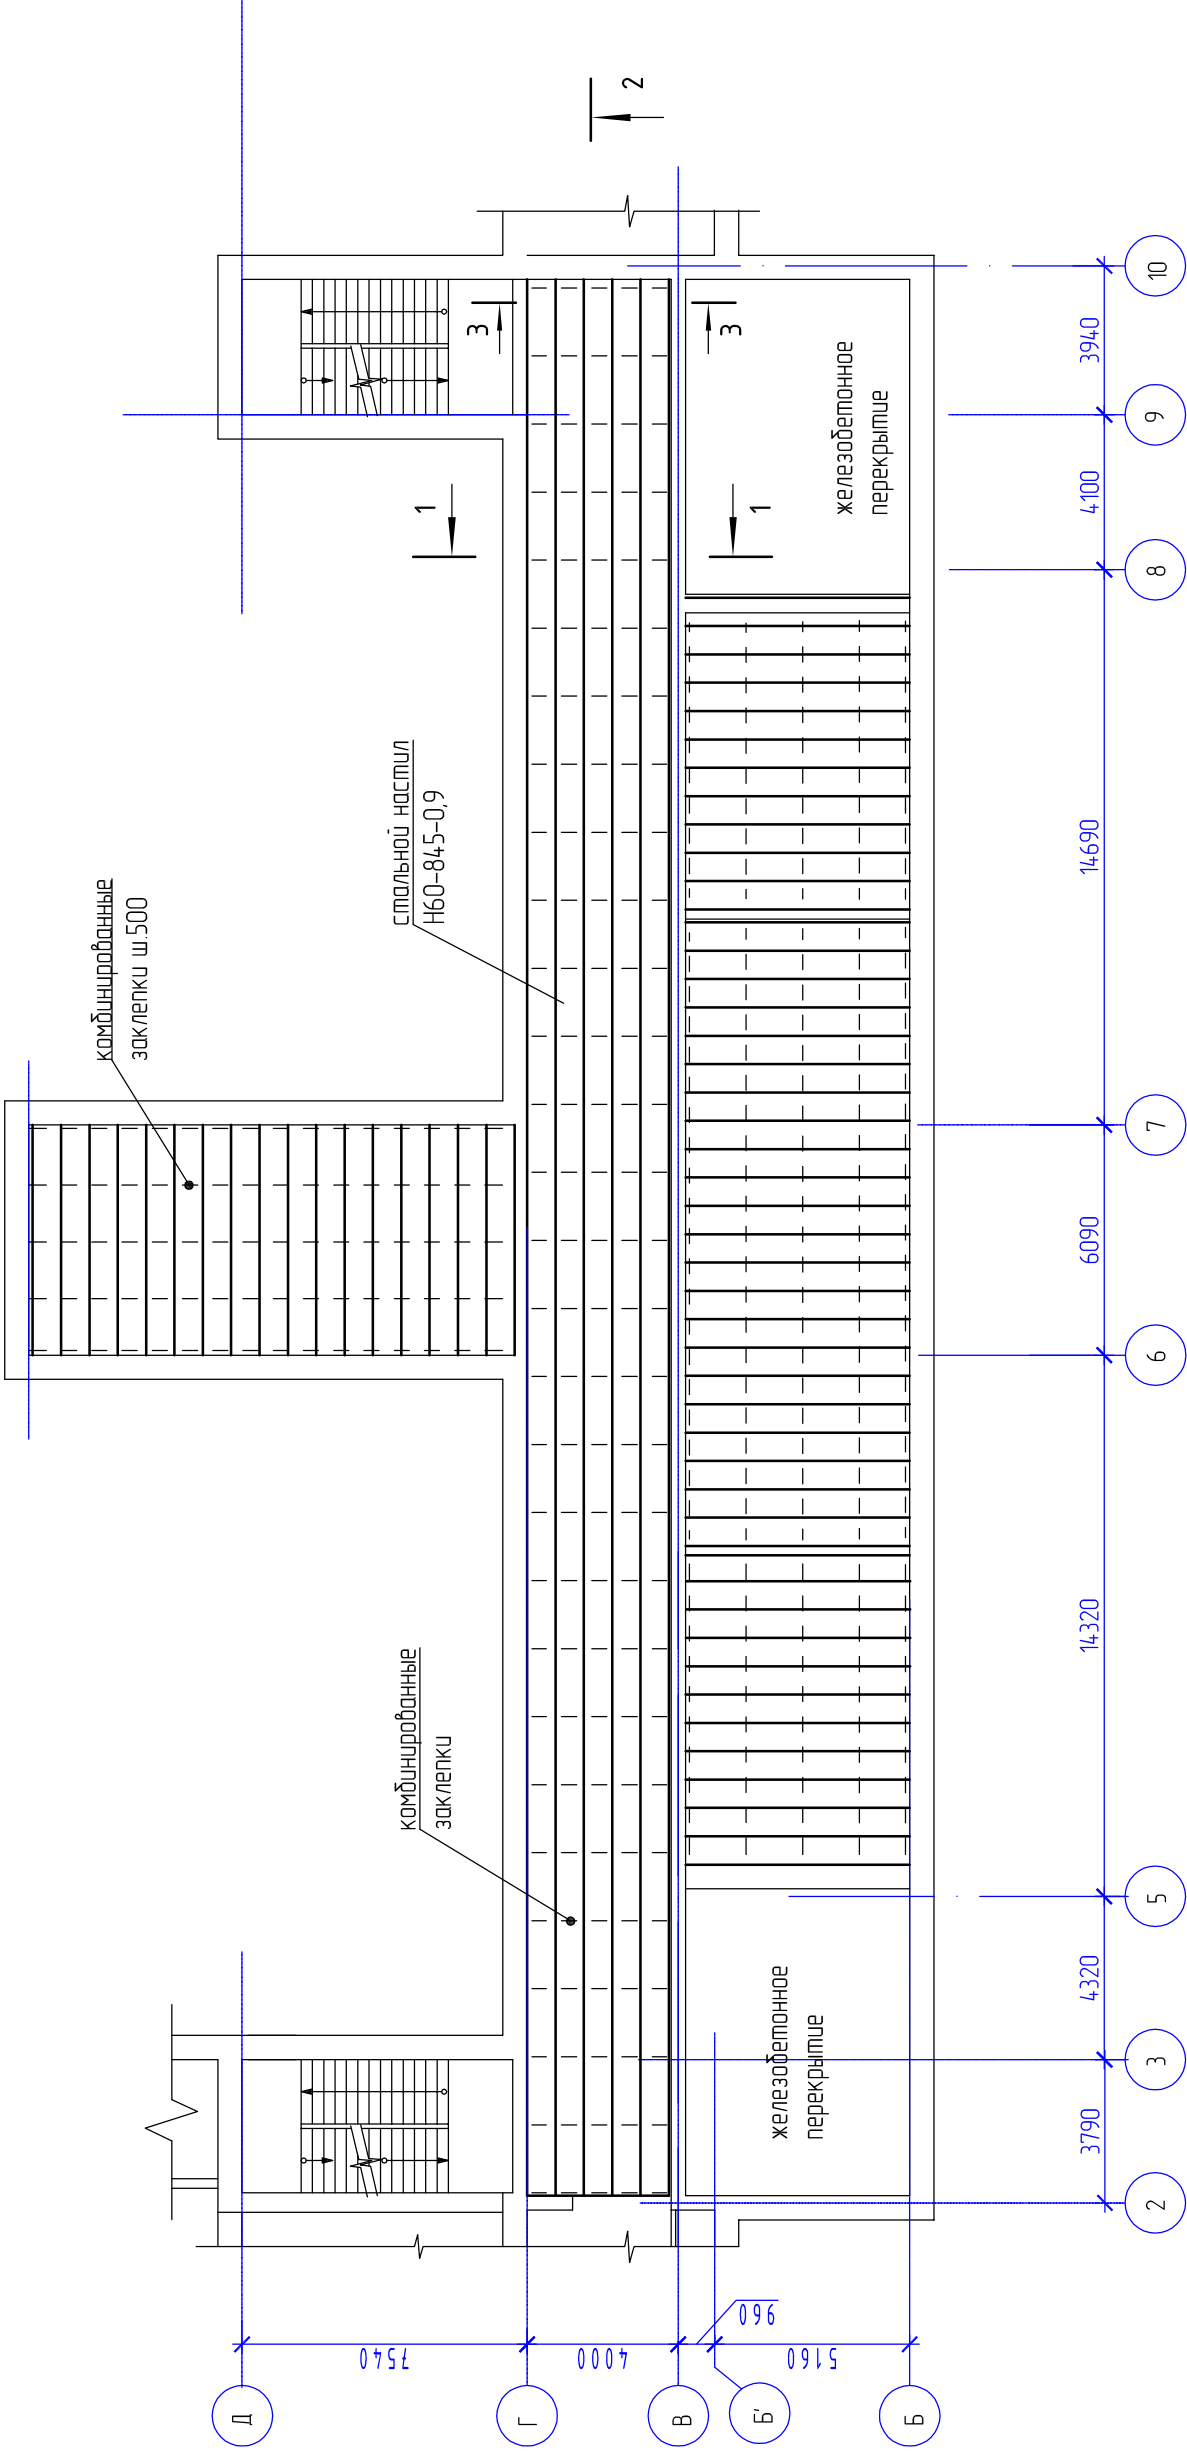 комбинированные
заклепки ш.500
стальной настил
Н60-845-0,9
комбинированные
заклепки
железобетонное
перекрытие
железобетонное
перекрытие
1
1
2
3
3
7540
4000
960
5160
3790
4320
14320
6090
14690
4100
3940
Д
Г
В
Б'
Б
2
3
5
6
7
8
9
10